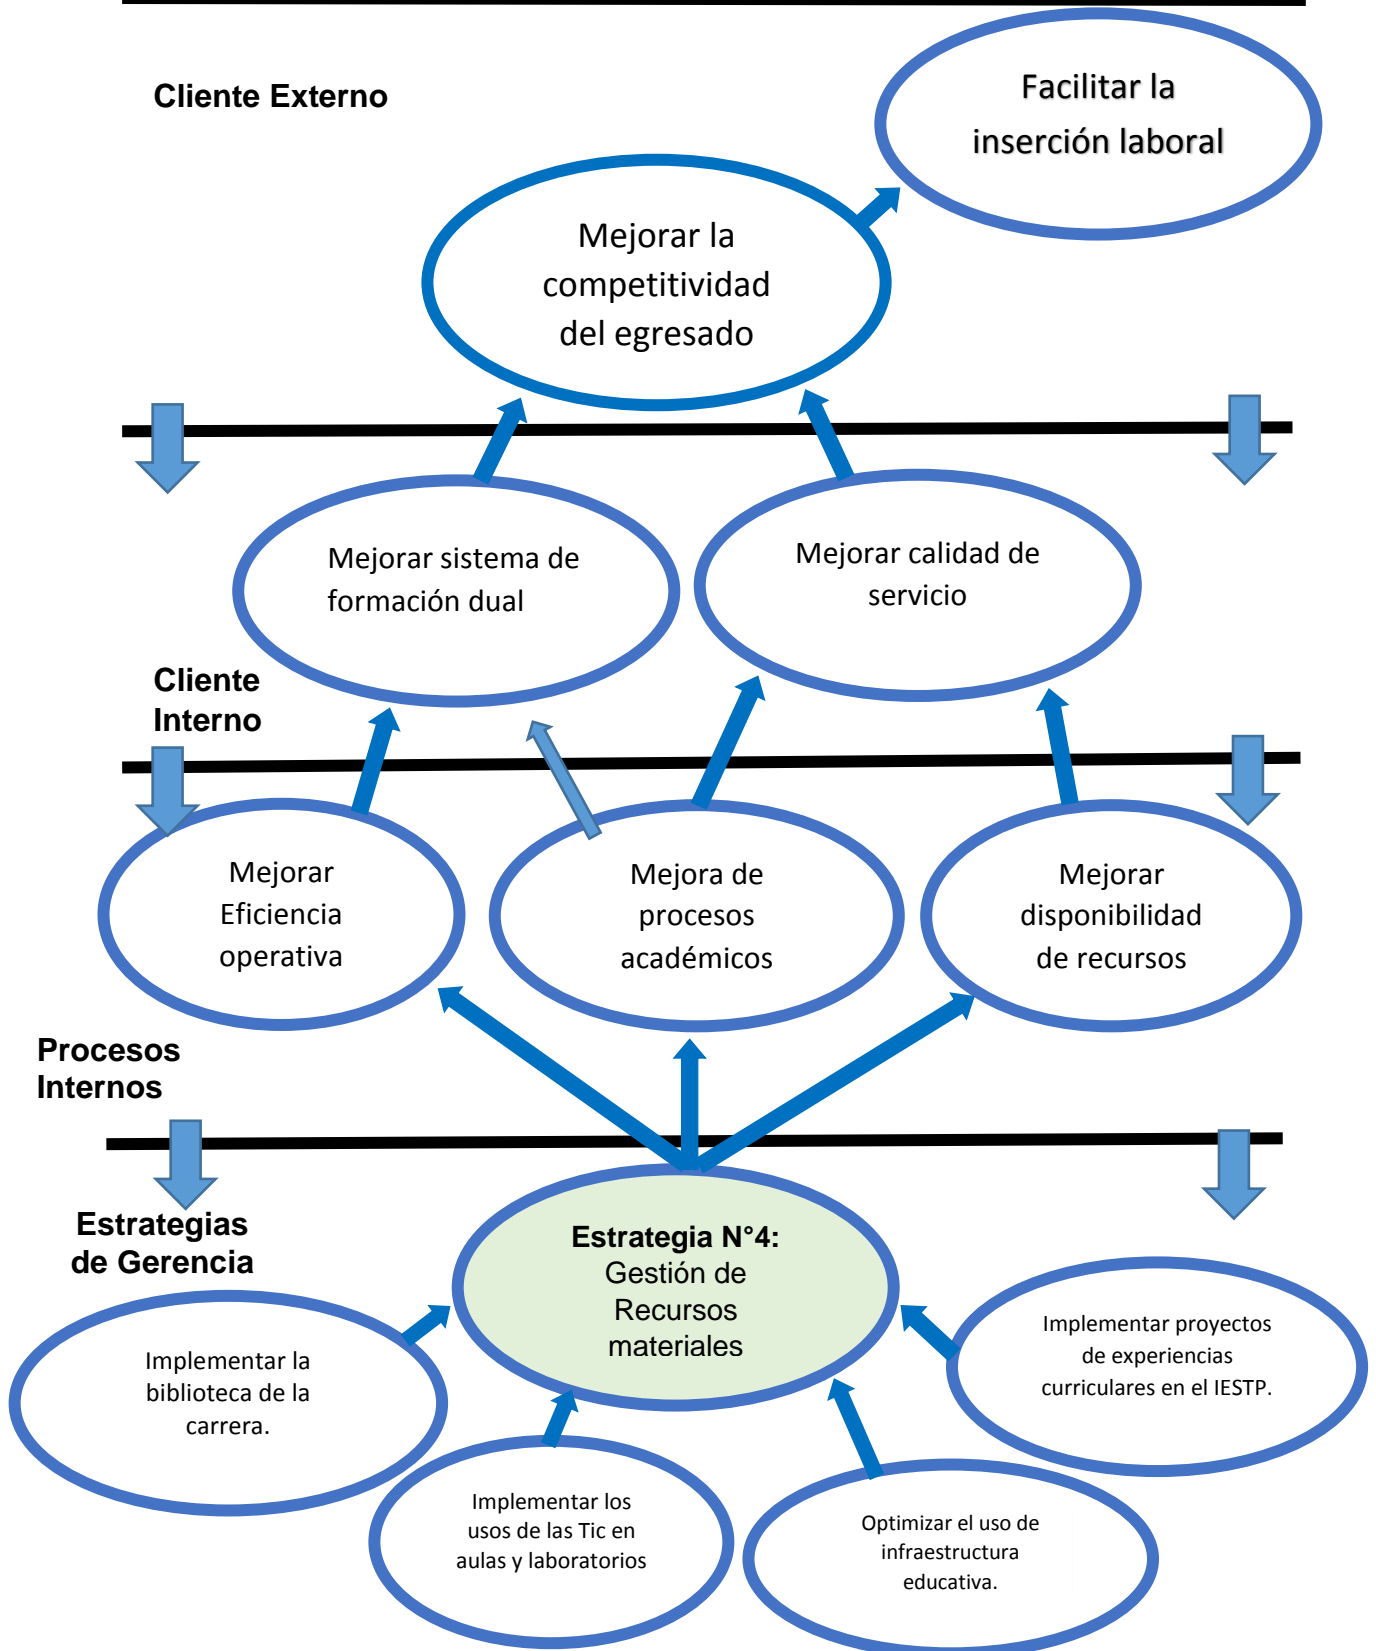 Cliente Externo
Facilitar la
inserción laboral
Mejorar la
competitividad
del egresado
Mejorar sistema de
formación dual
Mejorar calidad de
servicio
Cliente
Interno
Mejorar
Eficiencia
operativa
Mejora de
procesos
académicos
Mejorar
disponibilidad
de recursos
Procesos
Internos
Estrategias
de Gerencia
Estrategia N°4:
Gestión de
Recursos
materiales
Implementar la
biblioteca de la
carrera.
Implementar proyectos
de experiencias
curriculares en el IESTP.
Implementar los
usos de las Tic en
aulas y laboratorios
Optimizar el uso de
infraestructura
educativa.